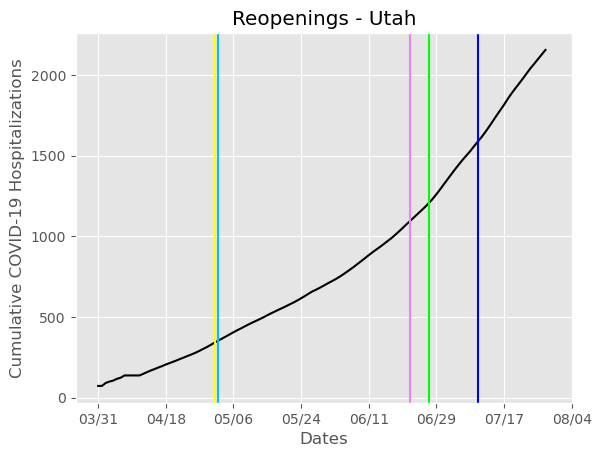 Reopenings - Utah
Cumulative COVID-19 Hospitalizations
2000
1500
1000
500
0
03/31 04/18 05/06 05/24 06/11 06/29 07/17 08/04
Dates